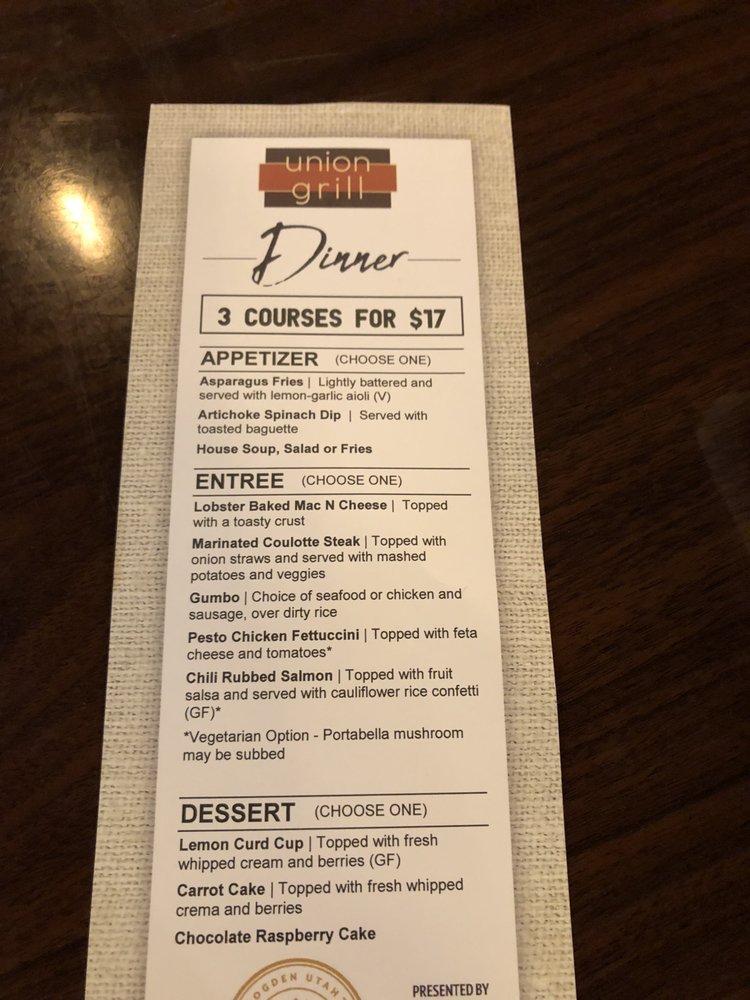 union
grill
Dinner
3 COURSES FOR $17
APPETIZER (CHOOSE ONE)
Asparagus Fries | Lightly battered and
served with lemon-garlic aioli (V)
Artichoke Spinach Dip | Served with
toasted baguette
House Soup, Salad or Fries
ENTREE (CHOOSE ONE)
Lobster Baked Mac N Cheese | Topped
with a toasty crust
Marinated Coulotte Steak | Topped with
onion straws and served with mashed
potatoes and veggies
Gumbo | Choice of seafood or chicken and
sausage, over dirty rice
Pesto Chicken Fettuccini | Topped with feta
cheese and tomatoes*
Chili Rubbed Salmon | Topped with fruit
salsa and served with cauliflower rice confetti
(GF)*
*Vegetarian Option - Portabella mushroom
may be subbed
DESSERT (CHOOSE ONE)
Lemon Curd Cup | Topped with fresh
whipped cream and berries (GF)
Carrot Cake | Topped with fresh whipped
crema and berries
Chocolate Raspberry Cake
OGDEN UTAH
PRESENTED BY